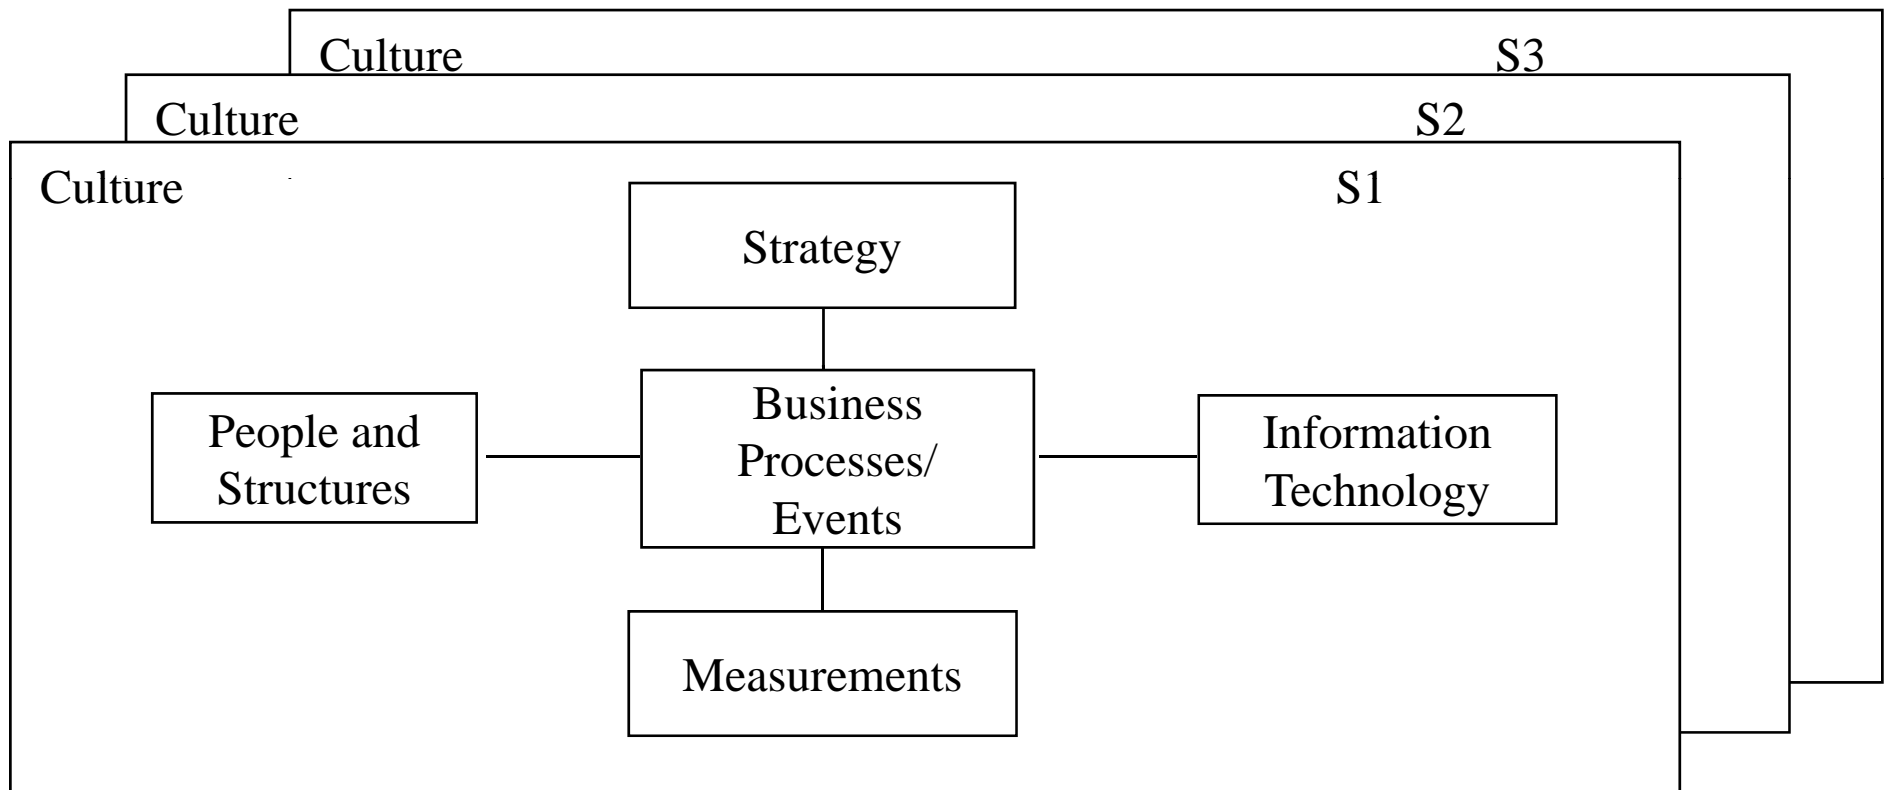 Culture S3
Culture S2
Culture S1
Strategy
Business
Processes/
Events
People and
Structures
Information
Technology
Measurements